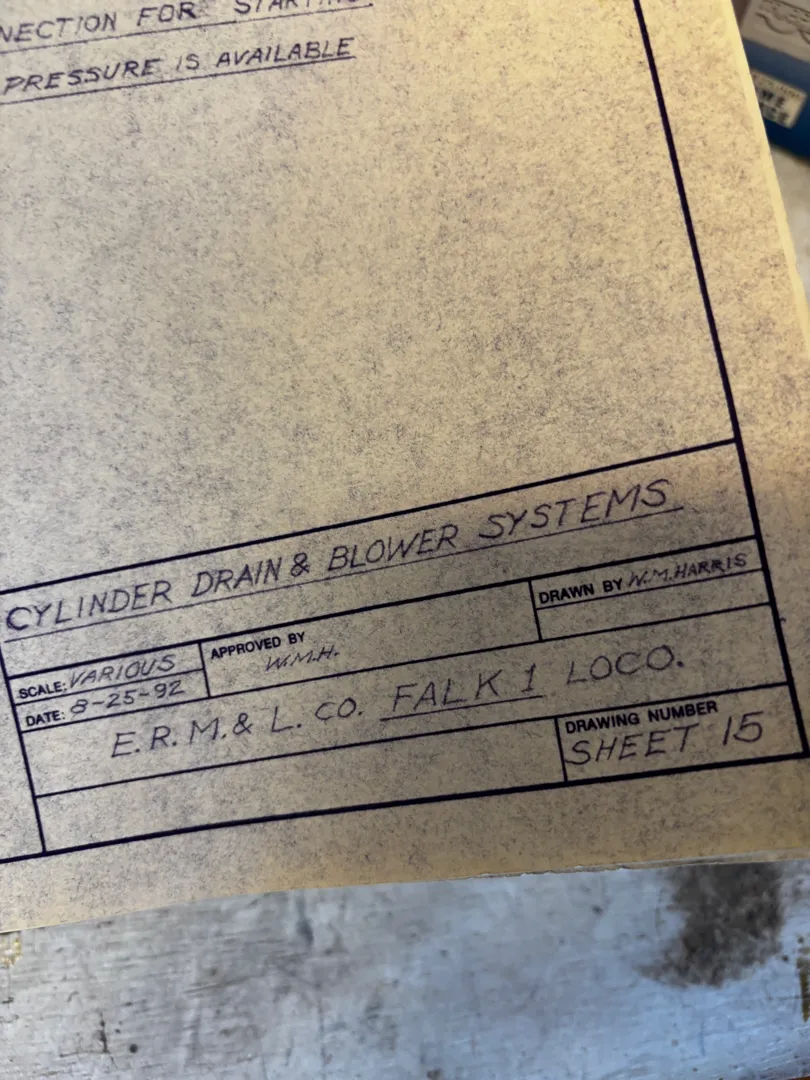 FOR
PRESSURE IS AVAILABLE
CYLINDER DRAIN & BLOWER SYSTEMS
SCALE: VARIOUS
APPROVED BY
W.M.H.
DRAWN BY W.M.HARRIS
DATE: 8-25-92
E.R.M.& L. CO. FALK 1 LOCO.
DRAWING NUMBER
SHEET 15